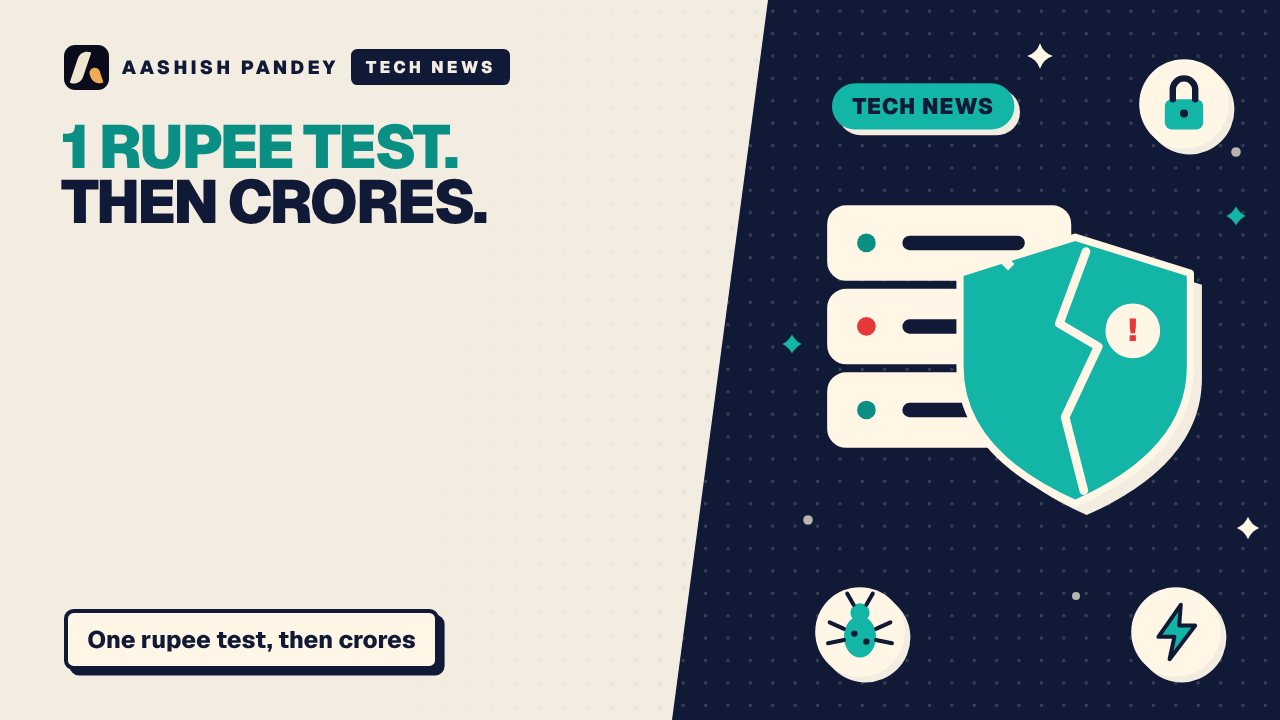 AASHISH PANDEY TECH NEWS
1 RUPEE TEST.
THEN CRORES.
One rupee test, then crores
TECH NEWS
!